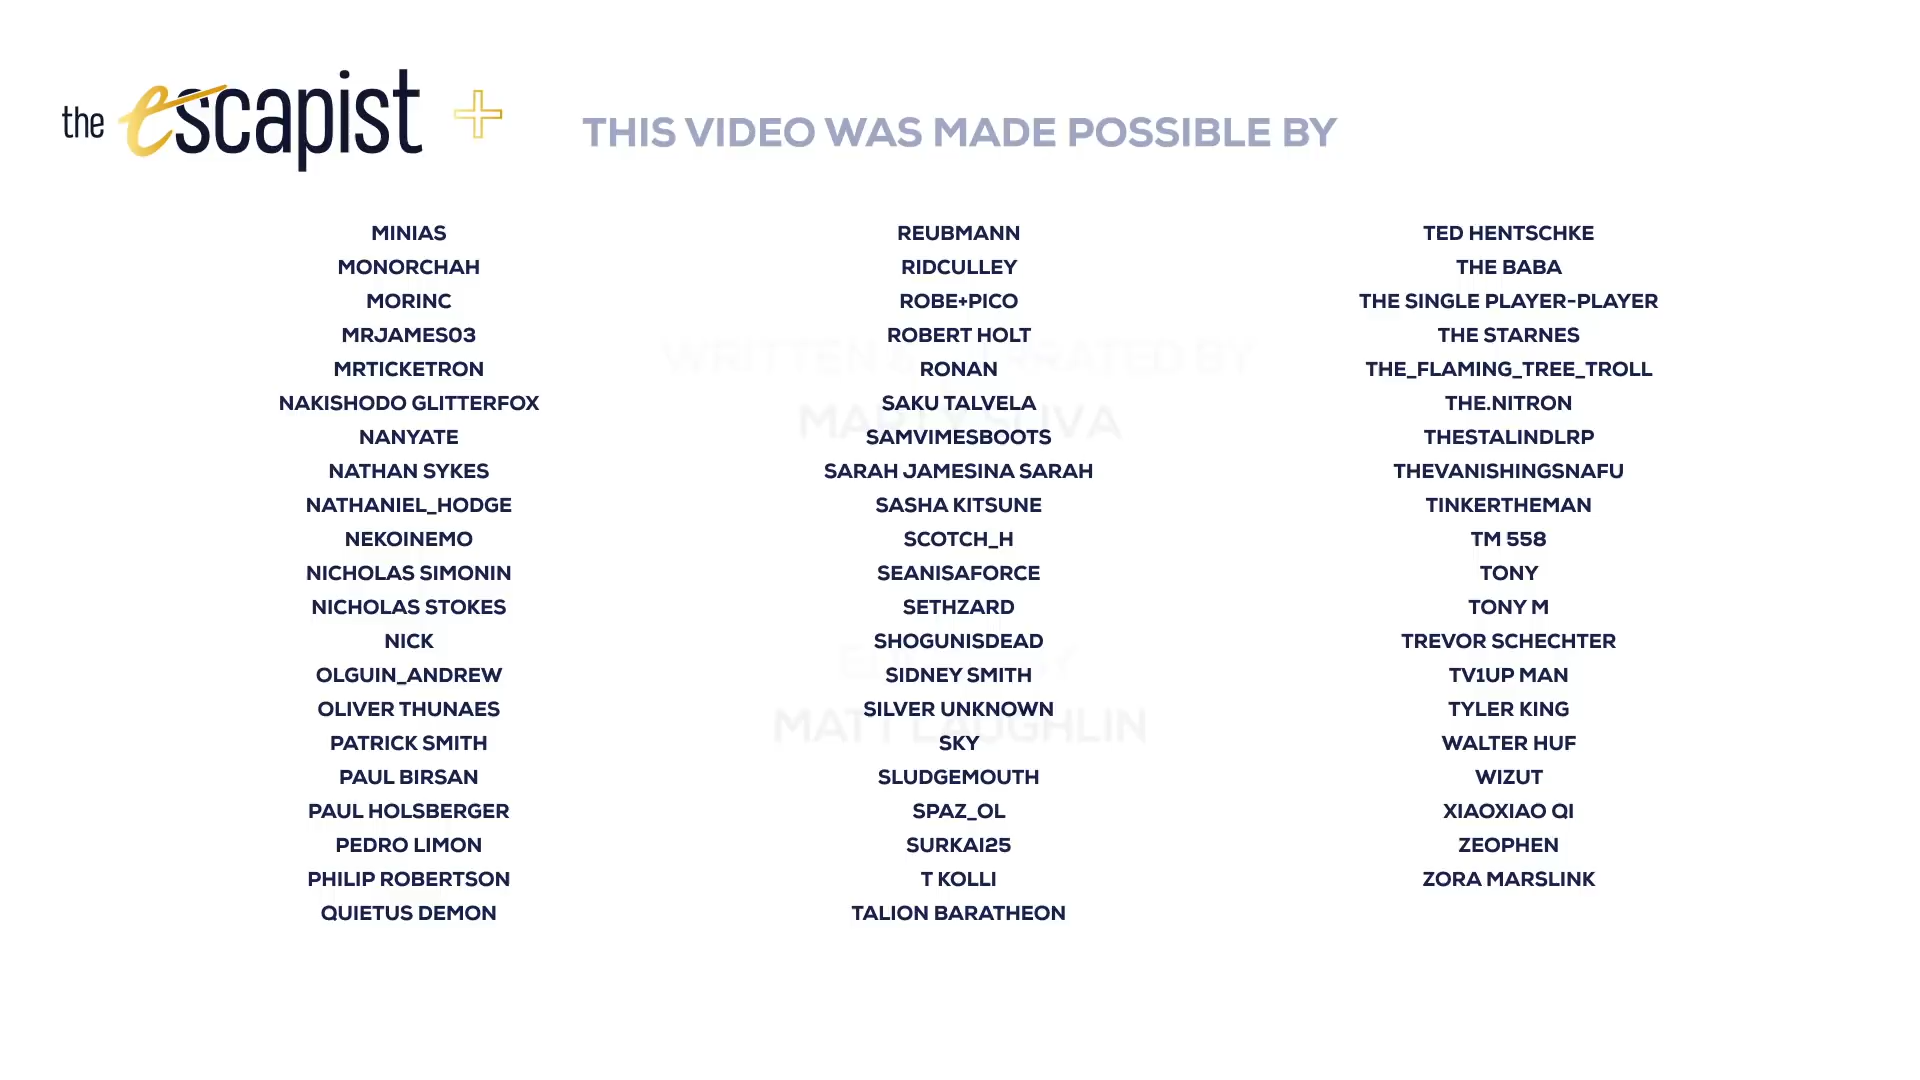 the escapist +
THIS VIDEO WAS MADE POSSIBLE BY
MINIAS
MONORCHAH
MORINC
MRJAMES03
MRTICKETRON
NAKISHODO GLITTERFOX
NANYATE
NATHAN SYKES
NATHANIEL_HODGE
NEKOINEMO
NICHOLAS SIMONIN
NICHOLAS STOKES
NICK
OLGUIN_ANDREW
OLIVER THUNAES
PATRICK SMITH
PAUL BIRSAN
PAUL HOLSBERGER
PEDRO LIMON
PHILIP ROBERTSON
QUIETUS DEMON
REUBMANN
RIDCULLEY
ROBE+PICO
ROBERT HOLT
RONAN
SAKU TALVELA
SAMVIMESBOOTS
SARAH JAMESINA SARAH
SASHA KITSUNE
SCOTCH_H
SEANISAFORCE
SETHZARD
SHOGUNISDEAD
SIDNEY SMITH
SILVER UNKNOWN
SKY
SLUDGEMOUTH
SPAZ_OL
SURKAI25
T KOLLI
TALION BARATHEON
TED HENTSCHKE
THE BABA
THE SINGLE PLAYER-PLAYER
THE STARNES
THE_FLAMING_TREE_TROLL
THE.NITRON
THESTALINDLRP
THEVANISHINGSNAFU
TINKERTHEMAN
TM 558
TONY
TONY M
TREVOR SCHECHTER
TV1UP MAN
TYLER KING
WALTER HUF
WIZUT
XIAOXIAO QI
ZEOPHEN
ZORA MARSLINK
WRITTEN & NARRATED BY
MATT LAUGHLIN